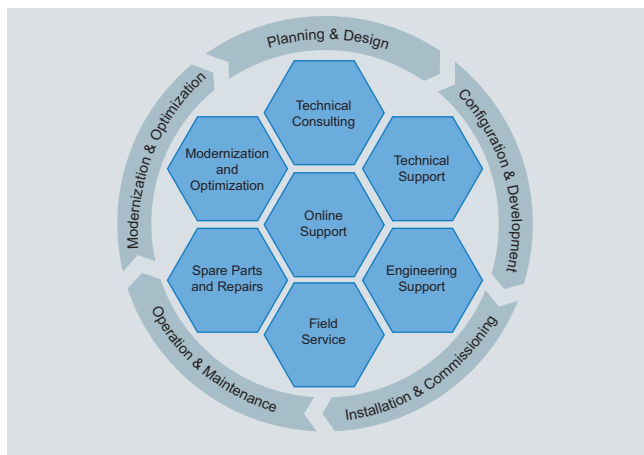 Planning & Design
Configuration & Development
Installation & Commissioning
Operation & Maintenance
Modernization & Optimization
Technical
Consulting
Modernization
and
Optimization
Technical
Support
Online
Support
Spare Parts
and Repairs
Engineering
Support
Field
Service